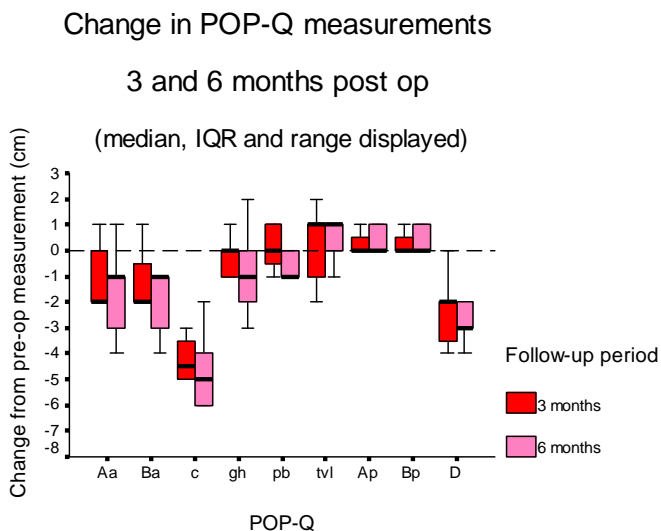 Change in POP-Q measurements
3 and 6 months post op
(median, IQR and range displayed)
Change from pre-op measurement (cm)
3
2
1
0
-1
-2
-3
-4
-5
-6
-7
-8
Aa Ba c gh pb tvl Ap Bp D
POP-Q
Follow-up period
3 months
6 months